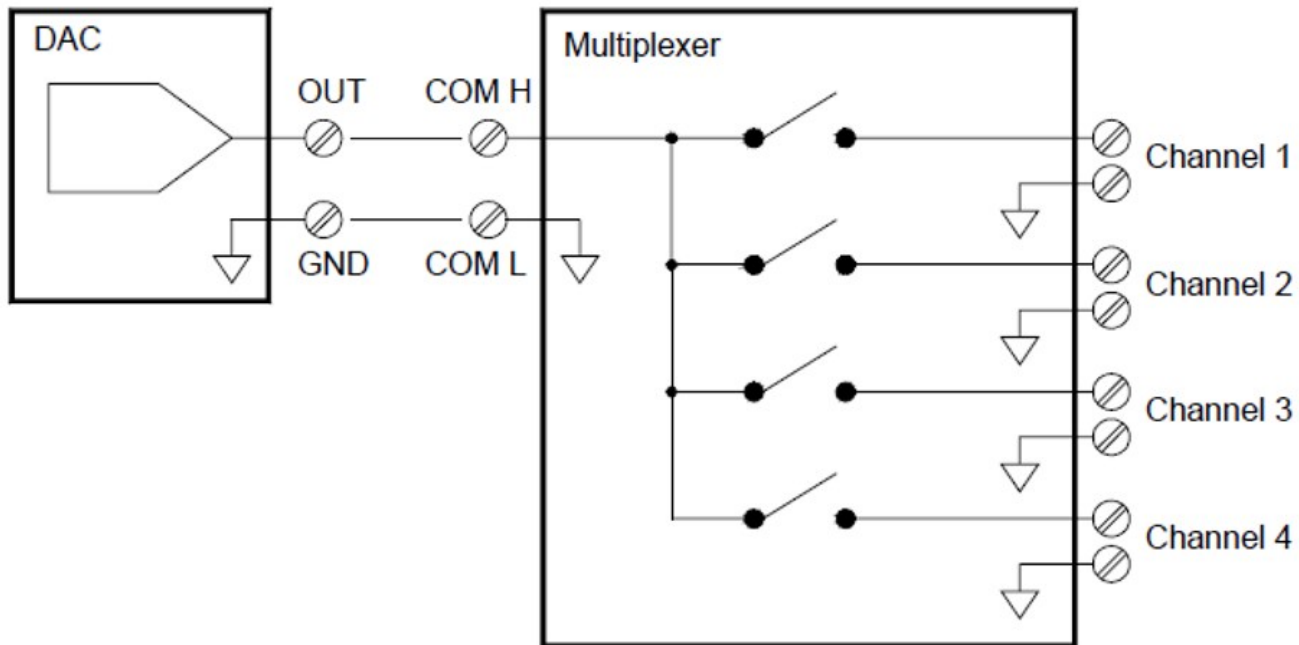 DAC
Multiplexer
OUT
COM H
GND
COM L
Channel 1
Channel 2
Channel 3
Channel 4